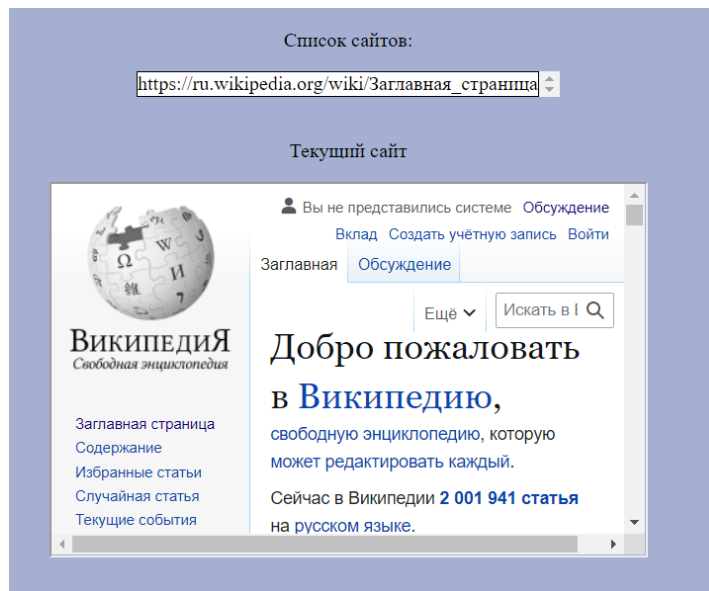 Список сайтов:
https://ru.wikipedia.org/wiki/Заглавная_страница
Текущий сайт
Вы не представились системе Обсуждение
Вклад Создать учётную запись Войти
Заглавная Обсуждение
Ещё
Искать в
ВИКИПЕДИЯ
Свободная энциклопедия
Добро пожаловать
в Википедию,
свободную энциклопедию, которую
может редактировать каждый.
Сейчас в Википедии 2 001 941 статья
на русском языке.
Заглавная страница
Содержание
Избранные статьи
Случайная статья
Текущие события